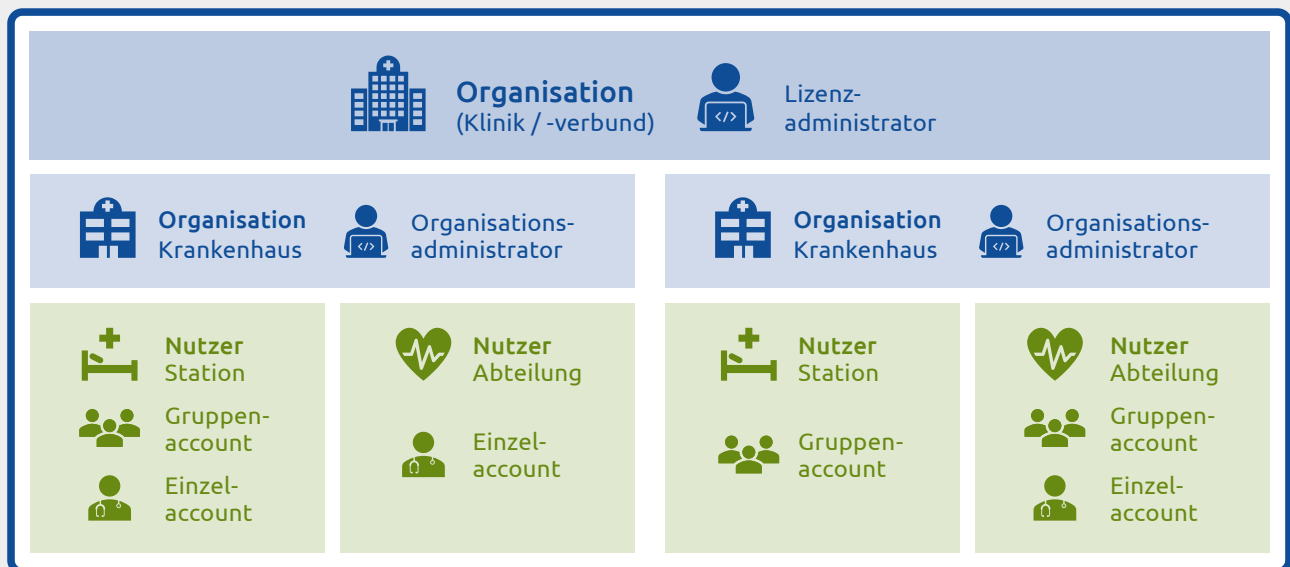 Organisation
(Klinik / -verbund)
Lizenz-
administrator
Organisation
Krankenhaus
Organisations-
administrator
Organisation
Krankenhaus
Organisations-
administrator
Nutzer
Station
Gruppen-
account
Einzel-
account
Nutzer
Abteilung
Einzel-
account
Nutzer
Station
Gruppen-
account
Nutzer
Abteilung
Gruppen-
account
Einzel-
account